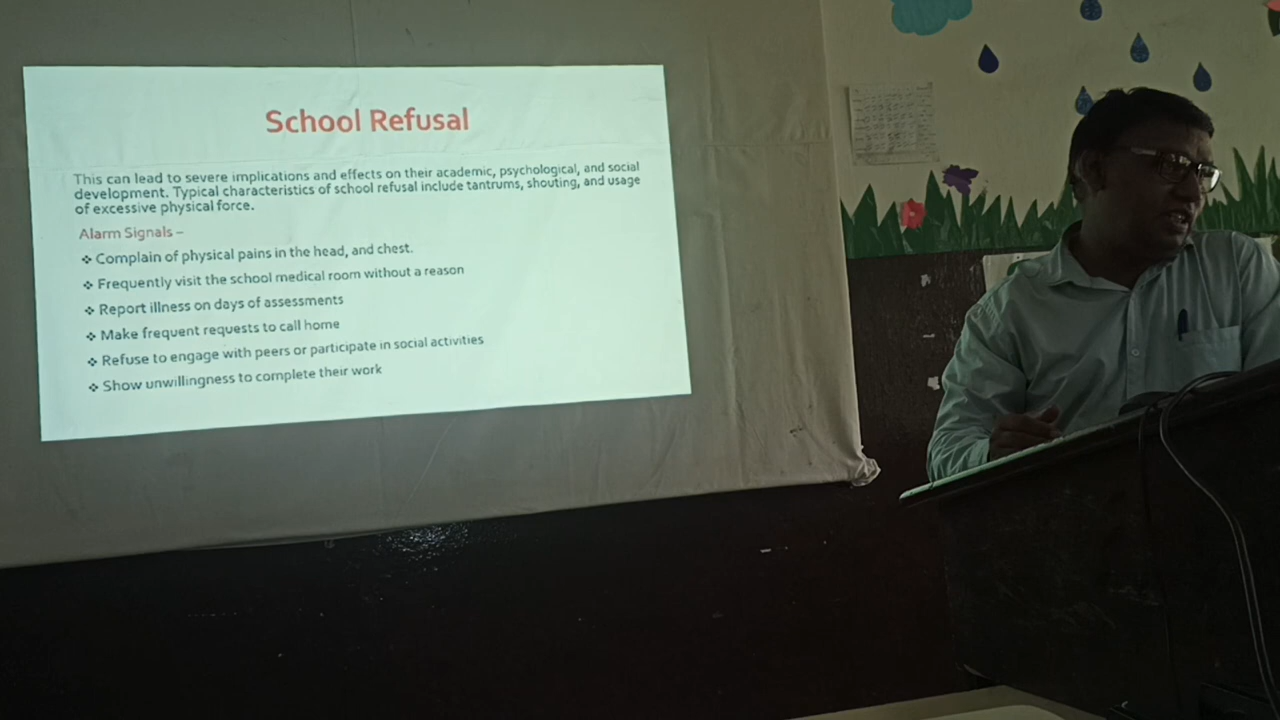 School Refusal
This can lead to severe implications and effects on their academic, psychological, and social
development. Typical characteristics of school refusal include tantrums, shouting, and usage
of excessive physical force.
Alarm Signals –
❖ Complain of physical pains in the head, and chest.
❖ Frequently visit the school medical room without a reason
❖ Report illness on days of assessments
❖ Make frequent requests to call home
❖ Refuse to engage with peers or participate in social activities
❖ Show unwillingness to complete their work